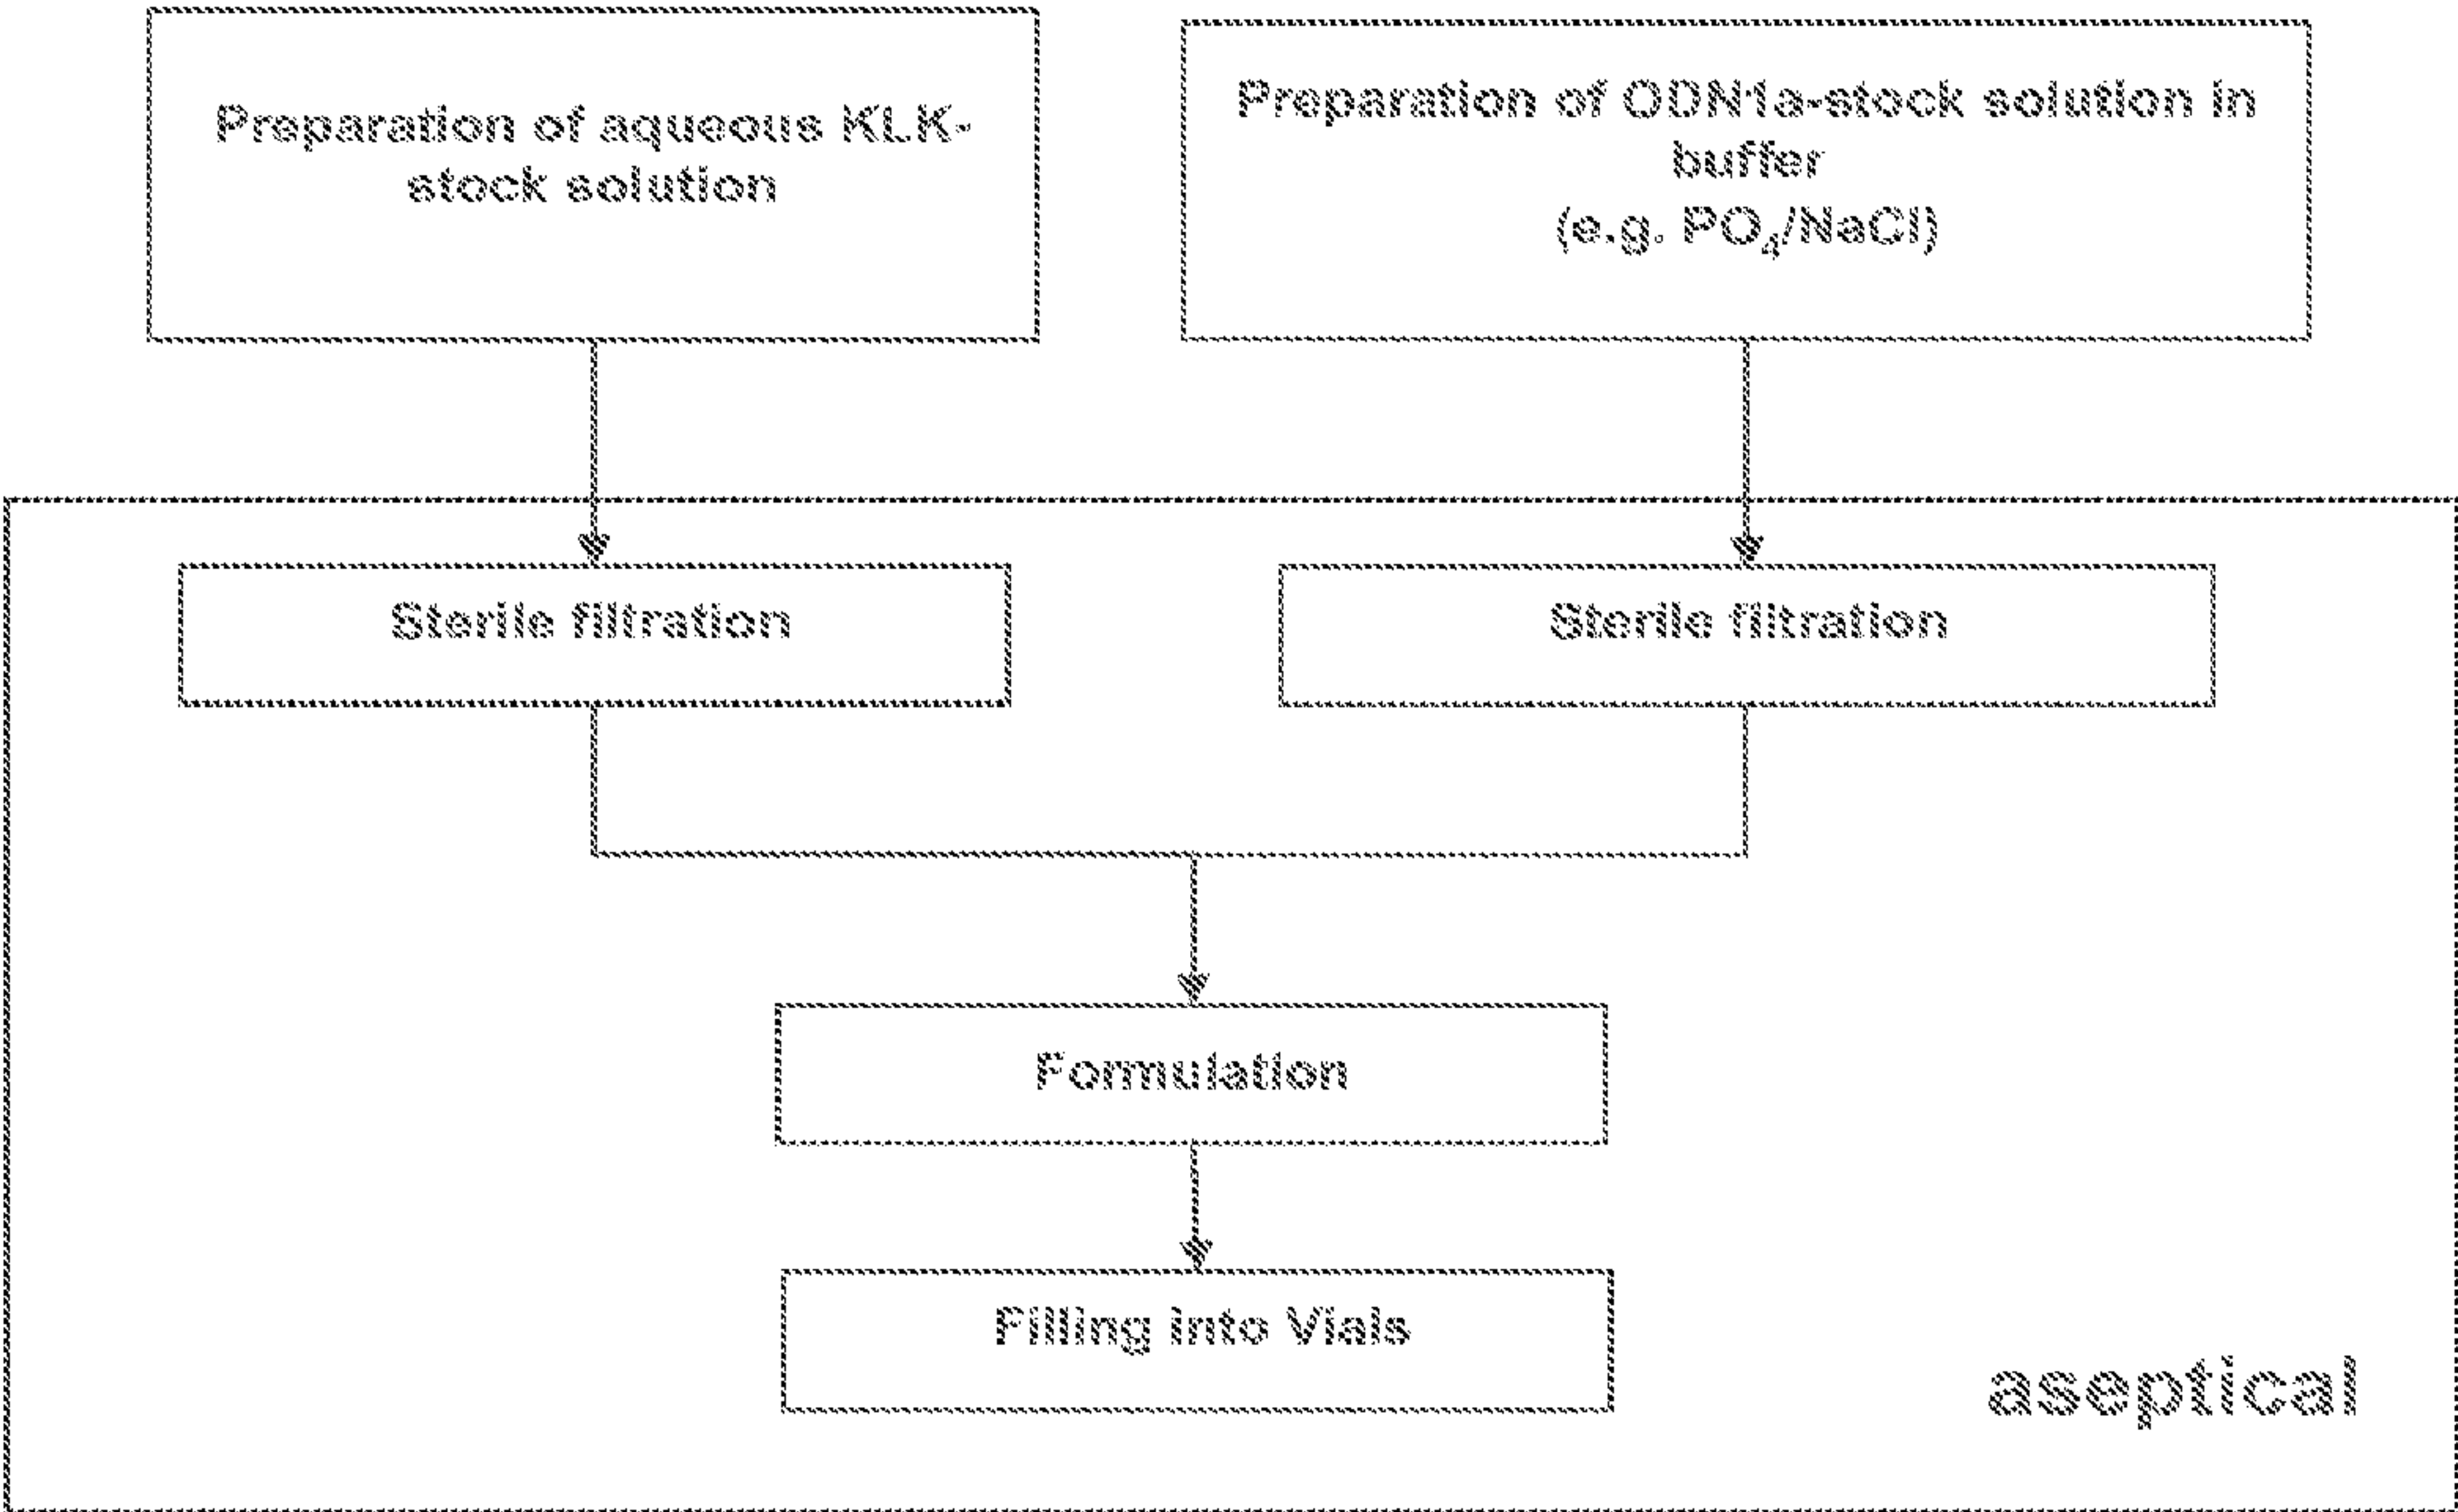 Preparation of aqueous KLK-
stock solution
Preparation of ODN1a-stock solution in
buffer
(e.g. PO₄/NaCl)
Sterile filtration
Sterile filtration
Formulation
Filling into Vials
aseptical